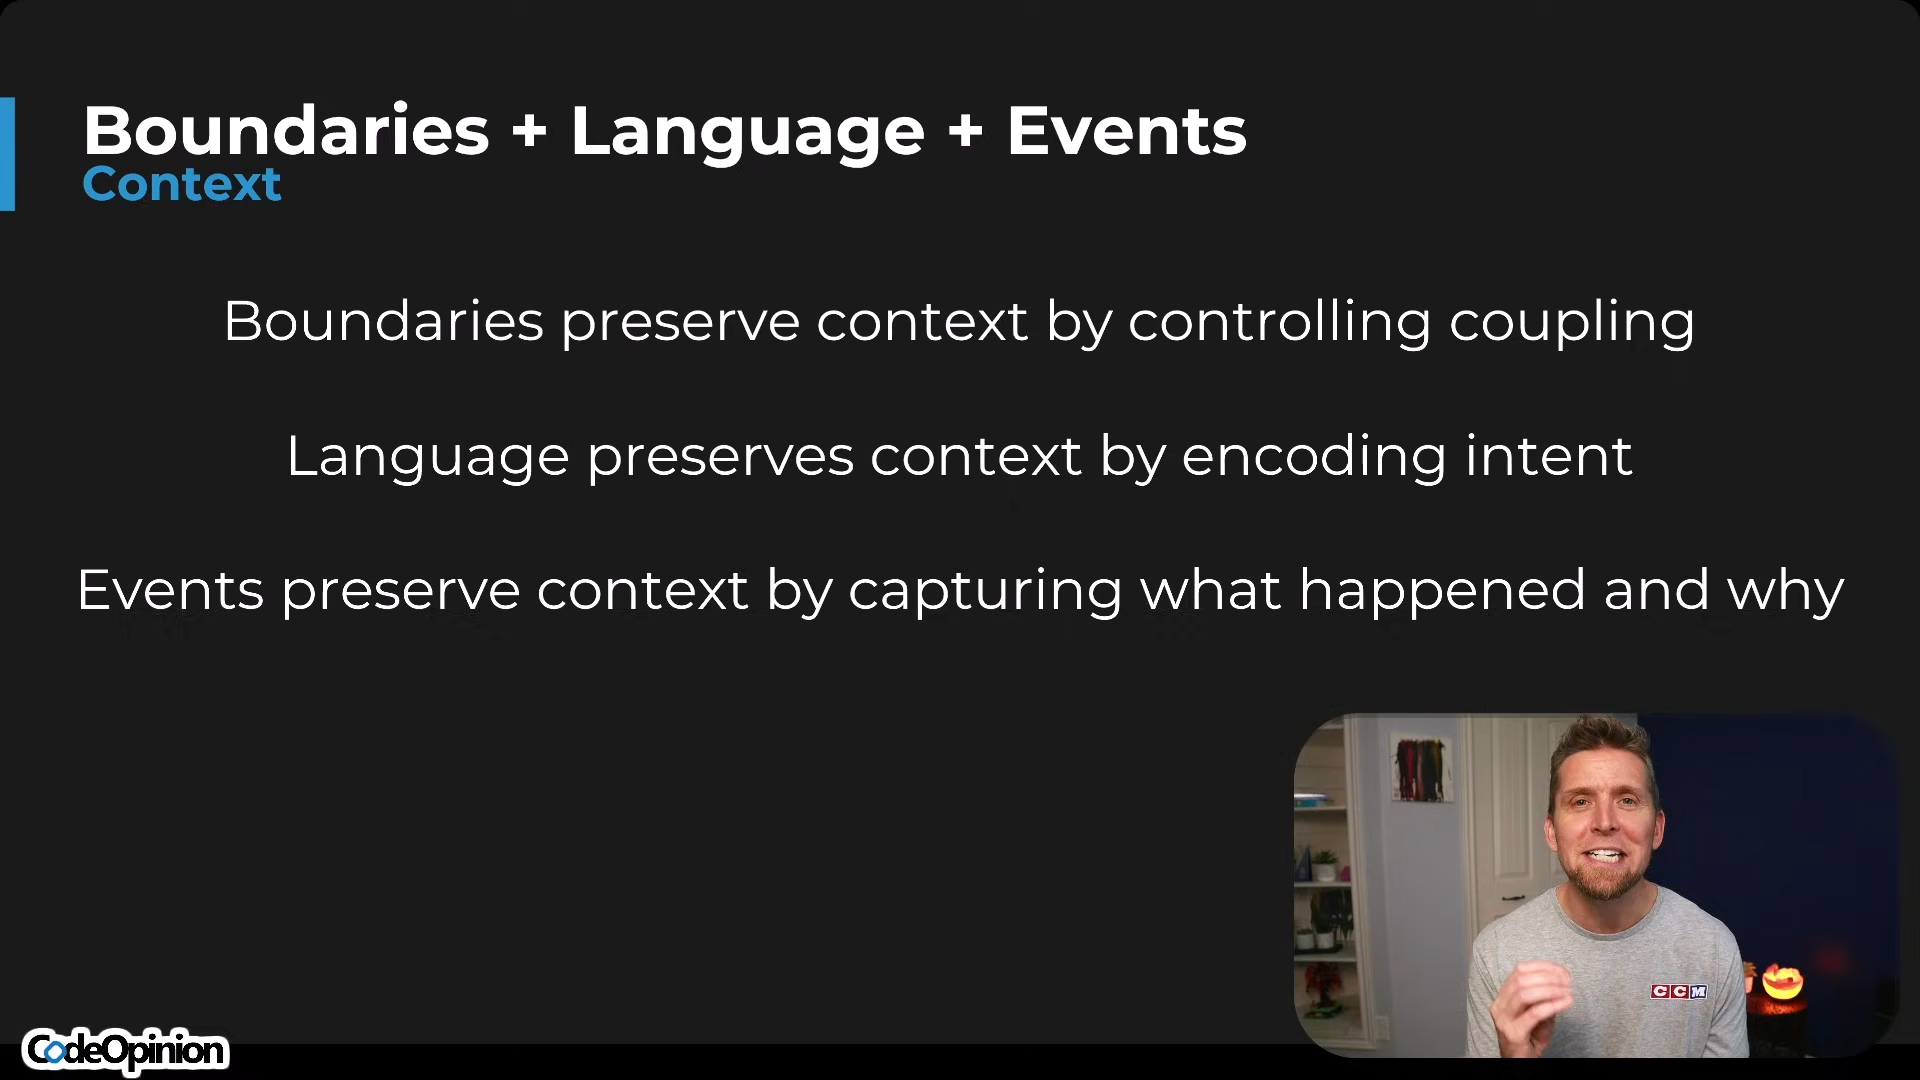 Boundaries + Language + Events
Context
Boundaries preserve context by controlling coupling
Language preserves context by encoding intent
Events preserve context by capturing what happened and why
CCM
CodeOpinion